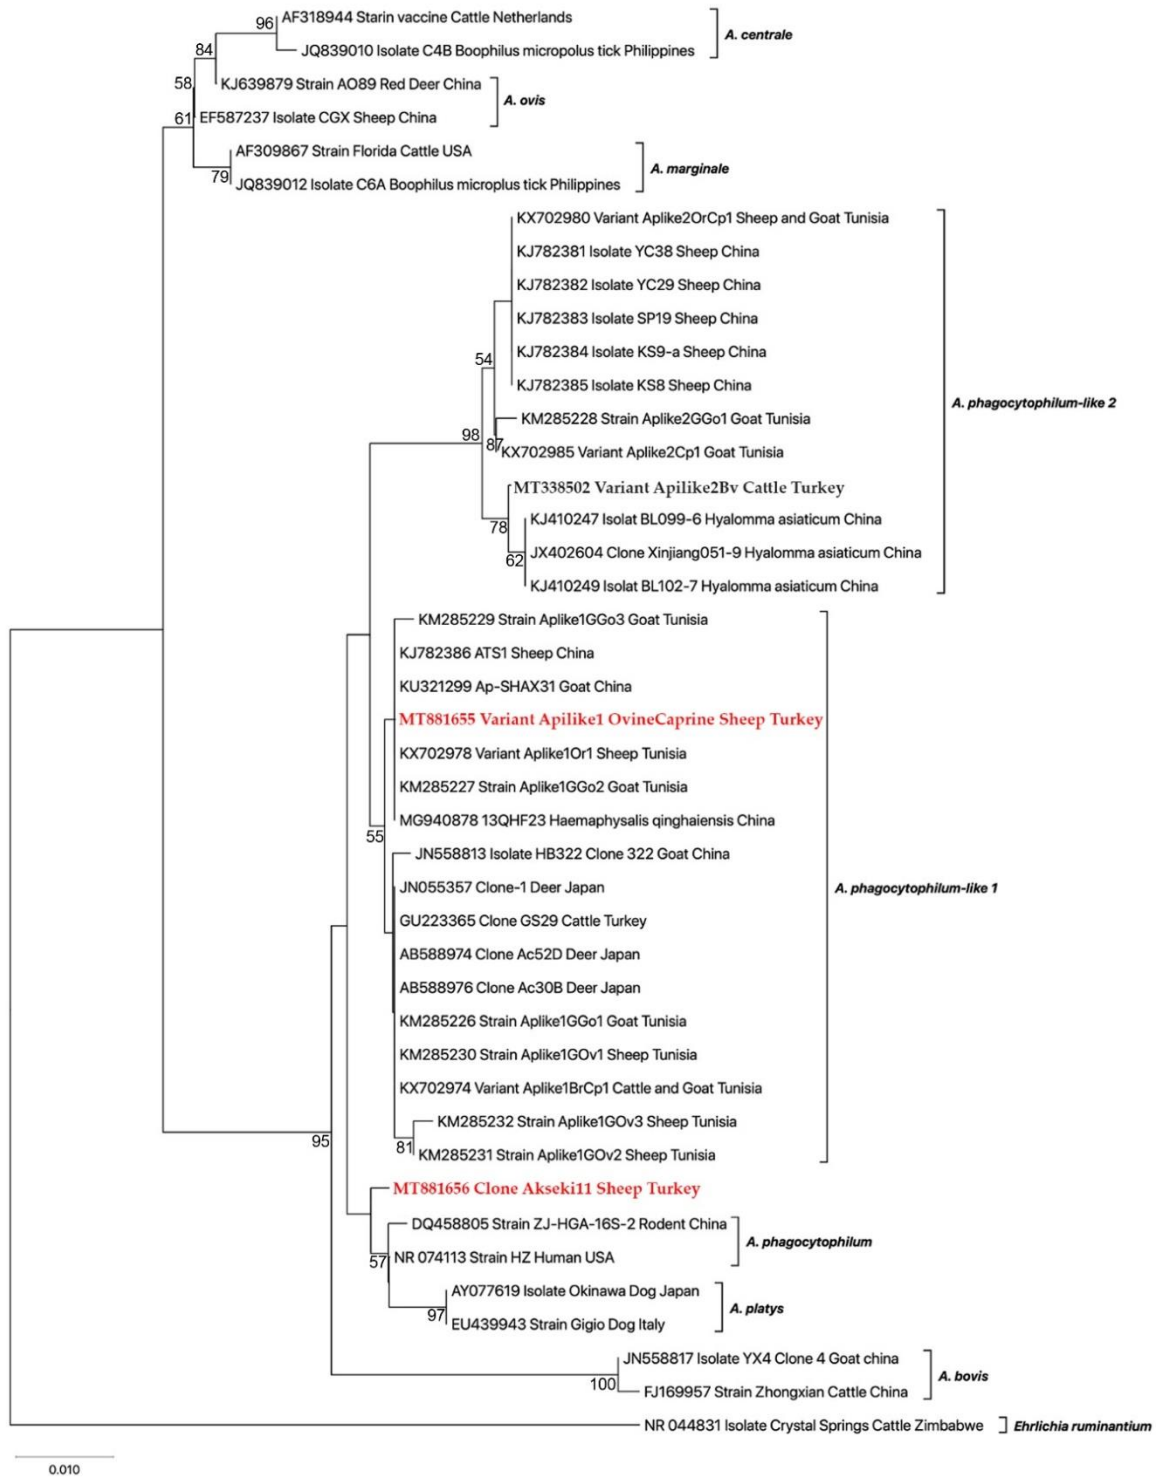 96
AF318944 Starin vaccine Cattle Netherlands
JQ839010 Isolate C4B Boophilus micropolus tick Philippines
A. centrale
84
KJ639879 Strain AO89 Red Deer China
58
EF587237 Isolate CGX Sheep China
A. ovis
61
AF309867 Strain Florida Cattle USA
79
JQ839012 Isolate C6A Boophilus microplus tick Philippines
A. marginale
KX702980 Variant Aplike2OrCp1 Sheep and Goat Tunisia
KJ782381 Isolate YC38 Sheep China
KJ782382 Isolate YC29 Sheep China
KJ782383 Isolate SP19 Sheep China
KJ782384 Isolate KS9-a Sheep China
KJ782385 Isolate KS8 Sheep China
54
KM285228 Strain Aplike2GGo1 Goat Tunisia
98
87
KX702985 Variant Aplike2Cp1 Goat Tunisia
MT338502 Variant Apilike2Bv Cattle Turkey
78
KJ410247 Isolat BL099-6 Hyalomma asiaticum China
JX402604 Clone Xinjiang051-9 Hyalomma asiaticum China
62
KJ410249 Isolat BL102-7 Hyalomma asiaticum China
A. phagocytophilum-like 2
KM285229 Strain Aplike1GGo3 Goat Tunisia
KJ782386 ATS1 Sheep China
KU321299 Ap-SHAX31 Goat China
MT881655 Variant Apilike1 OvineCaprine Sheep Turkey
KX702978 Variant Aplike1Or1 Sheep Tunisia
KM285227 Strain Aplike1GGo2 Goat Tunisia
MG940878 13QHF23 Haemaphysalis qinghaiensis China
55
JN558813 Isolate HB322 Clone 322 Goat China
JN055357 Clone-1 Deer Japan
GU223365 Clone GS29 Cattle Turkey
AB588974 Clone Ac52D Deer Japan
AB588976 Clone Ac30B Deer Japan
KM285226 Strain Aplike1GGo1 Goat Tunisia
KM285230 Strain Aplike1GOv1 Sheep Tunisia
KX702974 Variant Aplike1BrCp1 Cattle and Goat Tunisia
KM285232 Strain Aplike1GOv3 Sheep Tunisia
81
KM285231 Strain Aplike1GOv2 Sheep Tunisia
A. phagocytophilum-like 1
95
MT881656 Clone Akseki11 Sheep Turkey
DQ458805 Strain ZJ-HGA-16S-2 Rodent China
57
NR 074113 Strain HZ Human USA
A. phagocytophilum
AY077619 Isolate Okinawa Dog Japan
97
EU439943 Strain Gigio Dog Italy
A. platys
JN558817 Isolate YX4 Clone 4 Goat china
100
FJ169957 Strain Zhongxian Cattle China
A. bovis
NR 044831 Isolate Crystal Springs Cattle Zimbabwe
Ehrlichia ruminantium
0.010